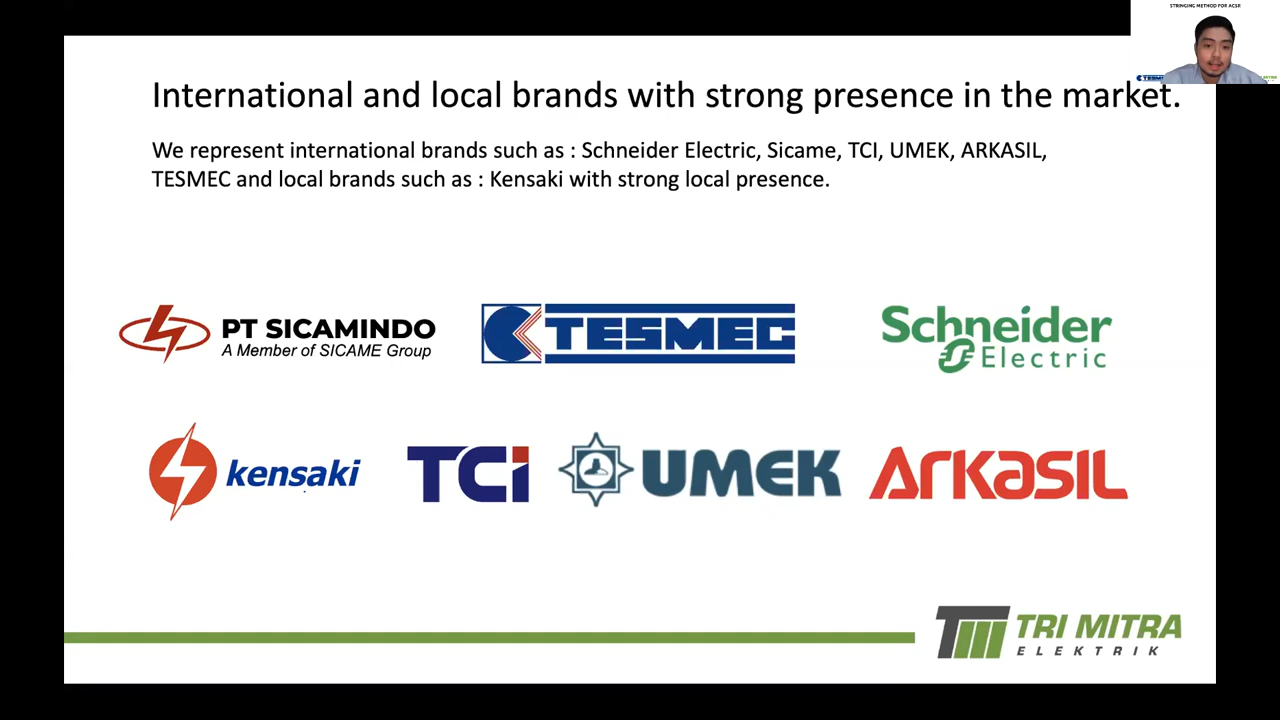 STRINGING METHOD FOR ACSR
International and local brands with strong presence in the market.
We represent international brands such as : Schneider Electric, Sicame, TCI, UMEK, ARKASIL,
TESMEC and local brands such as : Kensaki with strong local presence.
PT SICAMINDO
A Member of SICAME Group
TESMEC
Schneider
Electric
kensaki
TCi
UMEK
ARKASIL
TRI MITRA
ELEKTRIK